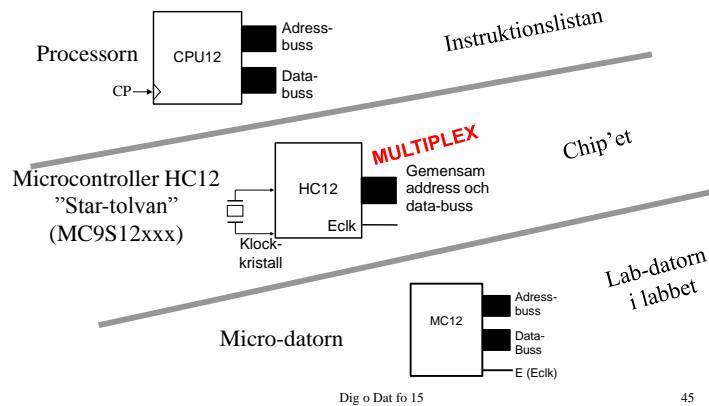 Processorn
CPU12
CP
Adress-
buss
Data-
buss
Instruktionslistan
Microcontroller HC12
”Star-tolvan”
(MC9S12xxx)
HC12
Eclk
Klock-
kristall
MULTIPLEX
Gemensam
address och
data-buss
Chip’et
Micro-datorn
MC12
Adress-
buss
Data-
Buss
E (Eclk)
Lab-datorn
i labbet
Dig o Dat fo 15
45